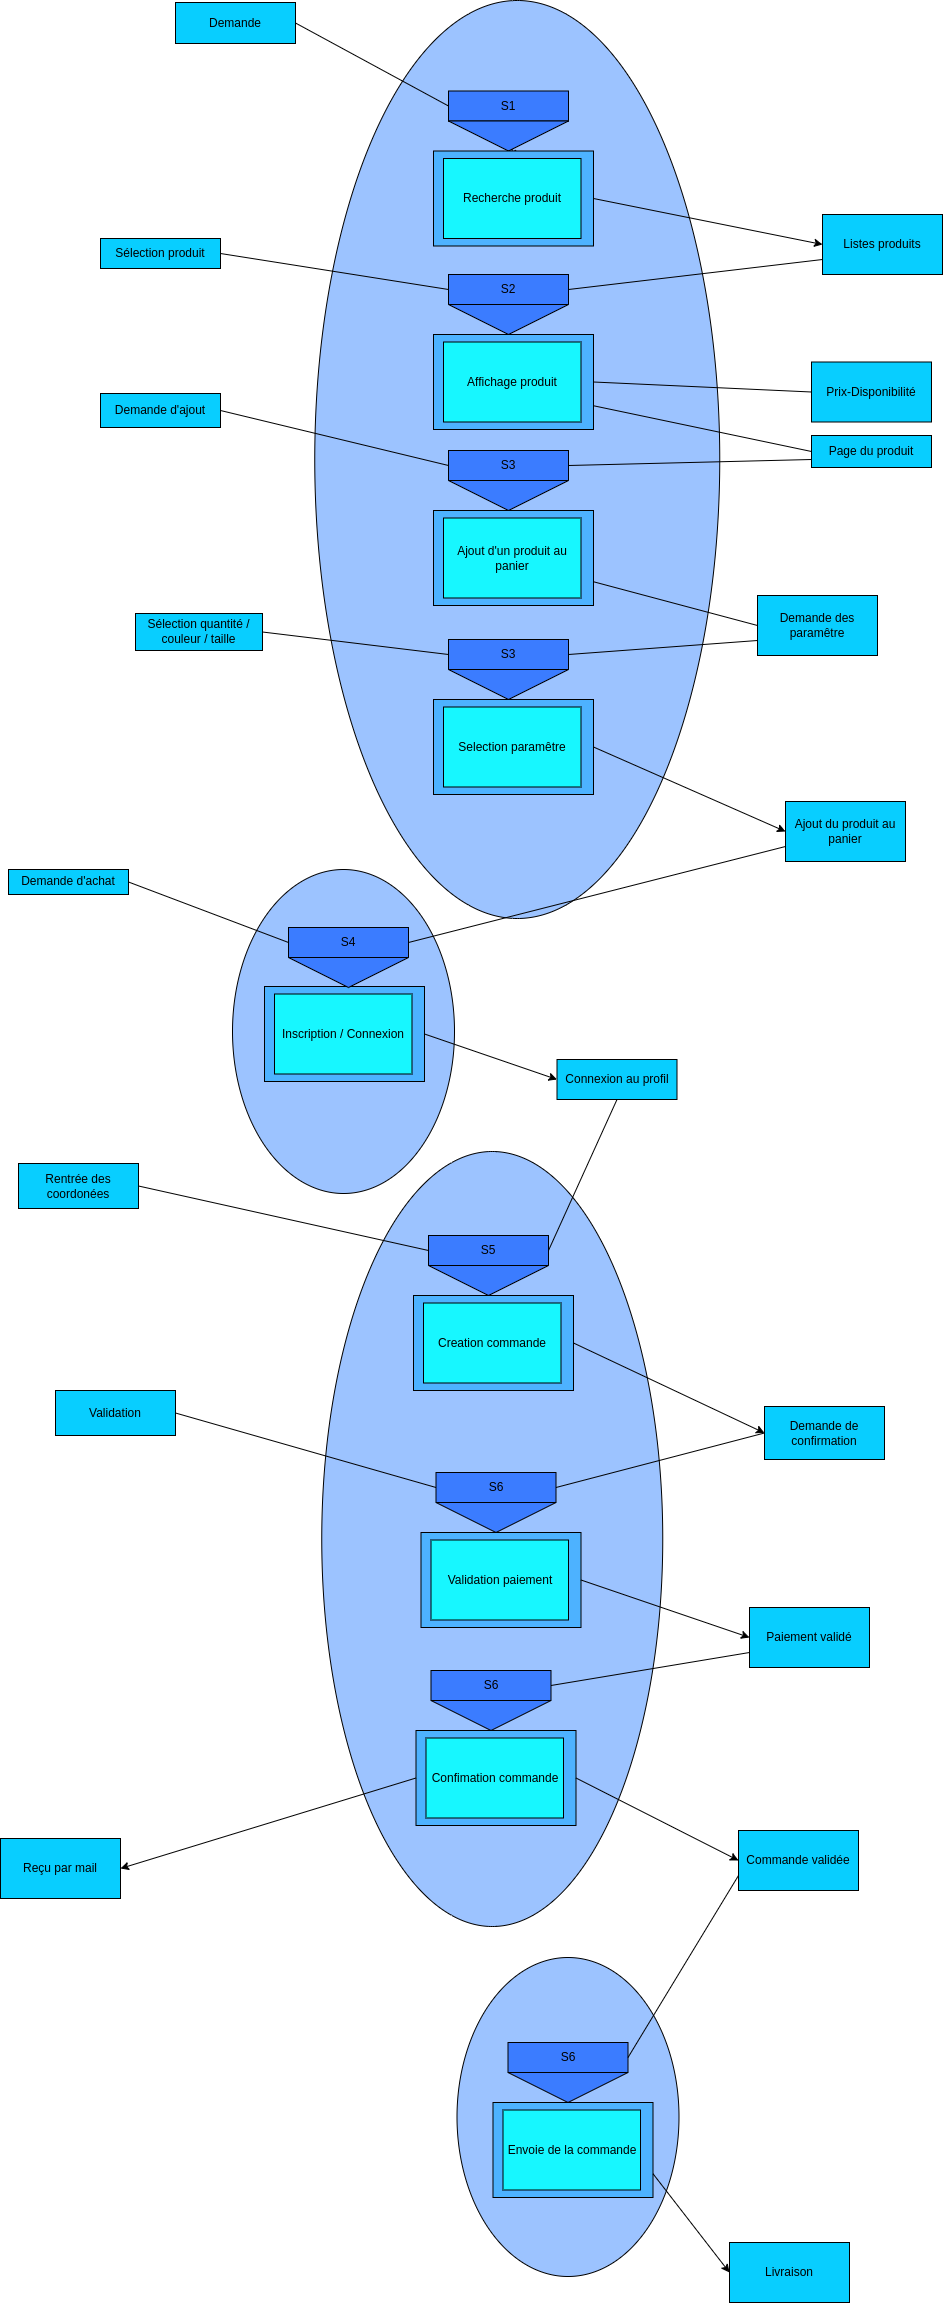 Demande
S1
Recherche produit
Listes produits
Sélection produit
S2
Affichage produit
Prix-Disponibilité
Demande d'ajout
Page du produit
S3
Ajout d'un produit au
panier
Demande des
paramêtre
Sélection quantité /
couleur / taille
S3
Selection paramêtre
Ajout du produit au
panier
Demande d'achat
S4
Inscription / Connexion
Connexion au profil
Rentrée des
coordonées
S5
Creation commande
Validation
Demande de
confirmation
S6
Validation paiement
Paiement validé
S6
Confimation commande
Reçu par mail
Commande validée
S6
Envoie de la commande
Livraison